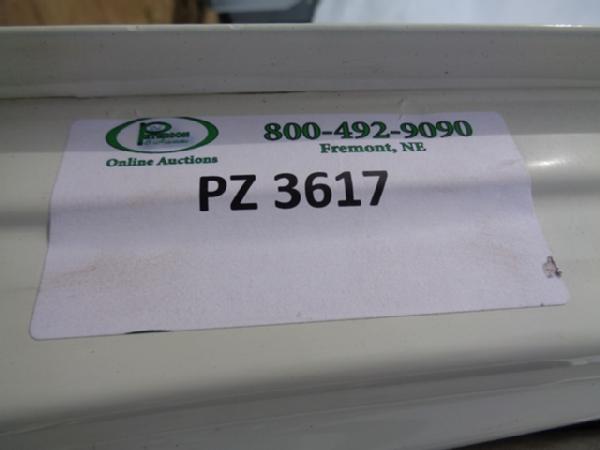 800-492-9090
Fremont, NE
Online Auctions
PZ 3617